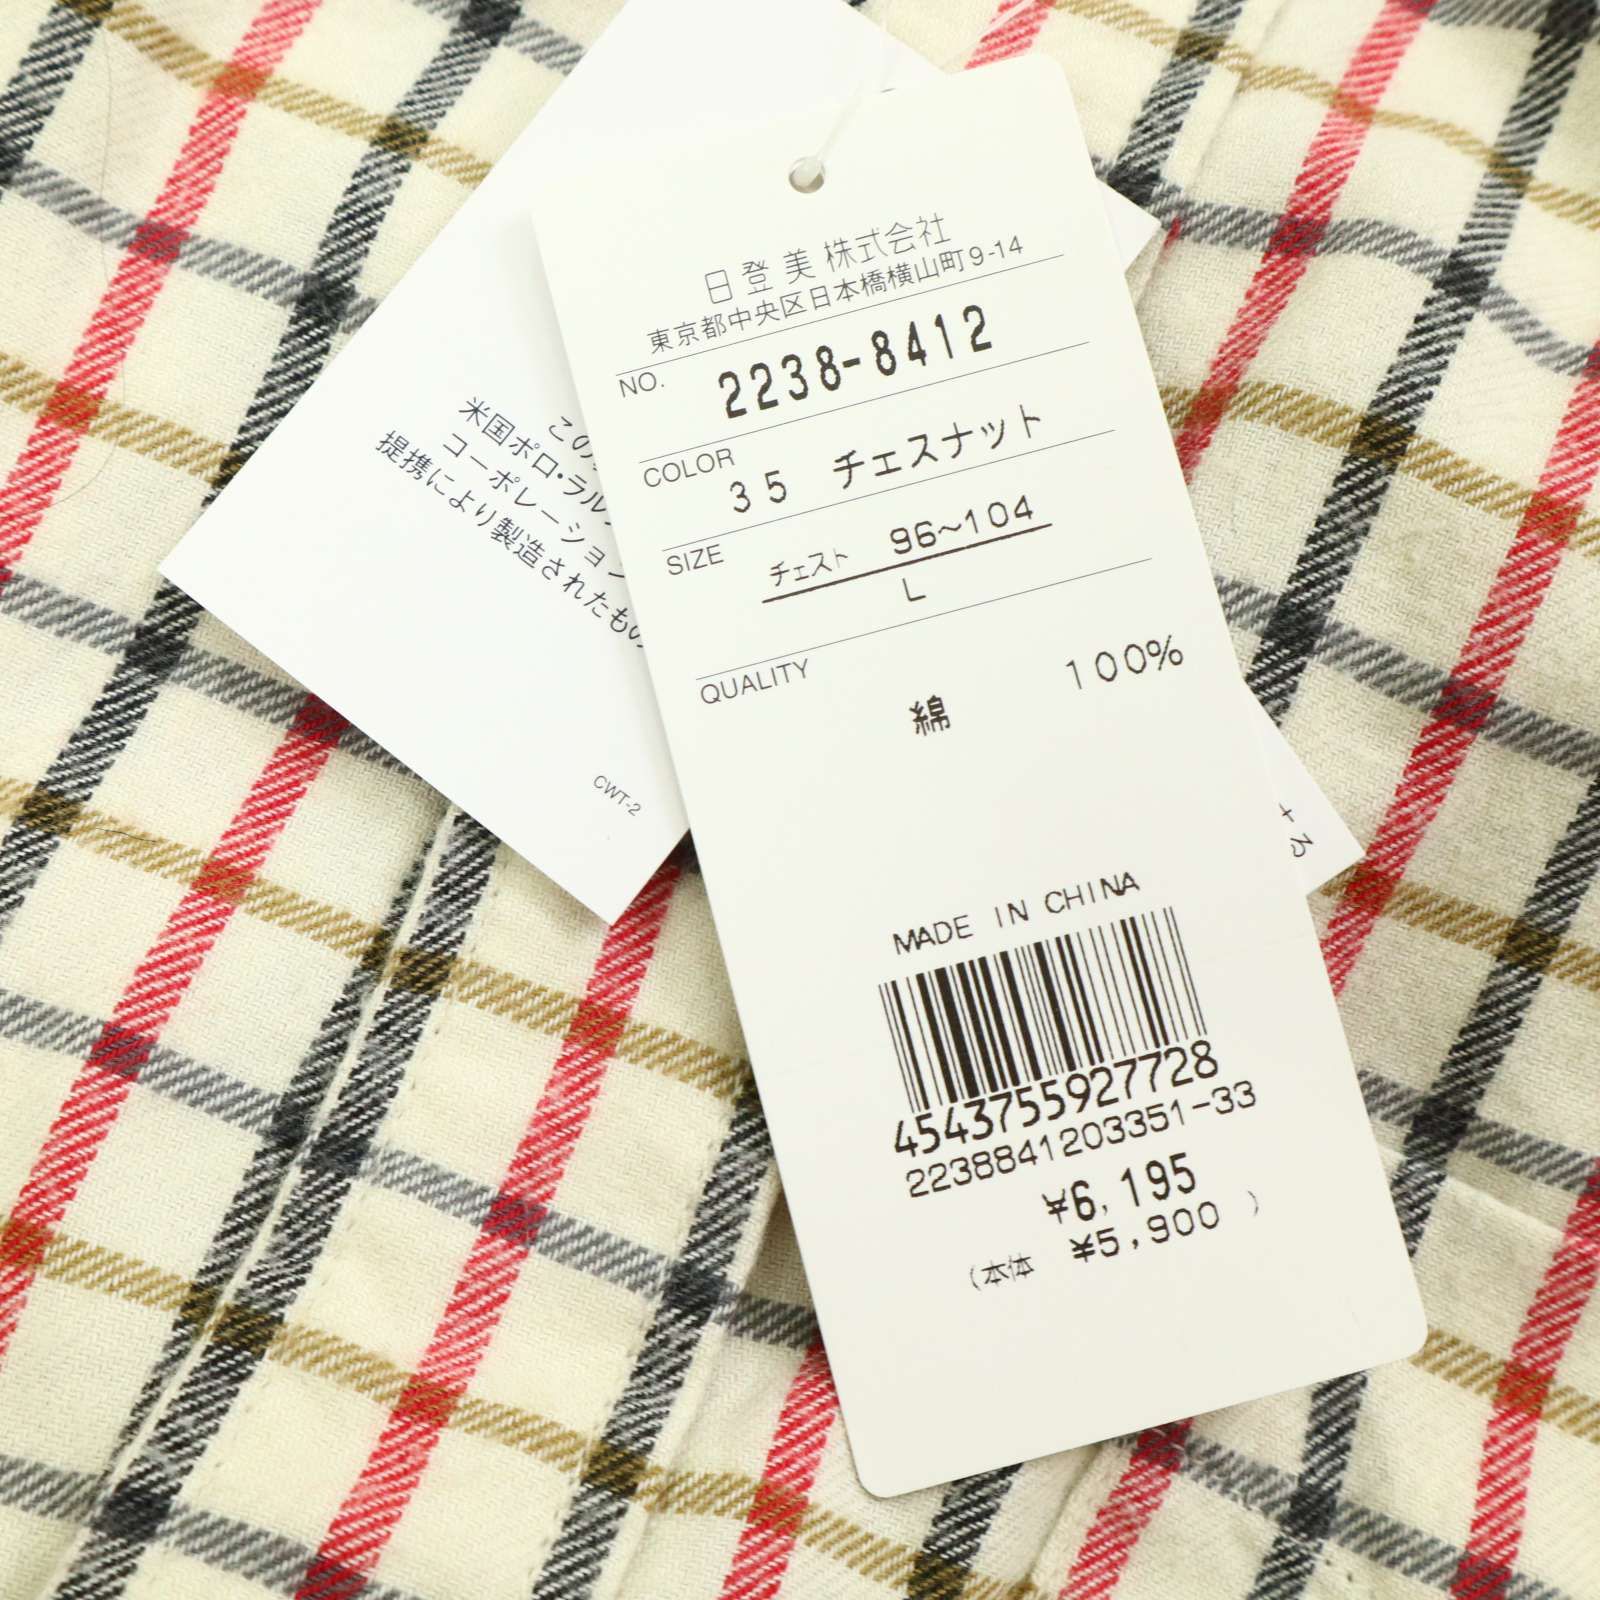 日登美株式会社
東京都中央区日本橋横山町9-14
NO. 2238-8412
COLOR
35 チェスナット
SIZE
チェスト 96~104
L
QUALITY
綿 100%
MADE IN CHINA
4543755927728
2238841203351-33
¥6,195
(本体 ¥5,900 )
この
米国ポロ・ラル
コーポレーション
提携により製造されたもの
CWT-2